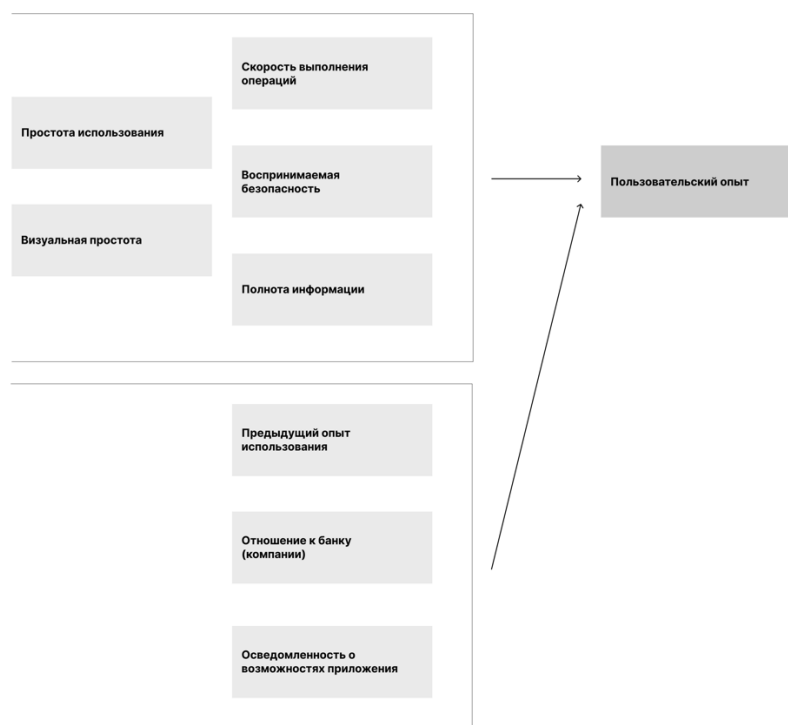 Скорость выполнения
операций
Простота использования
Воспринимаемая
безопасность
Пользовательский опыт
Визуальная простота
Полнота информации
Предыдущий опыт
использования
Отношение к банку
(компании)
Осведомленность о
возможностях приложения